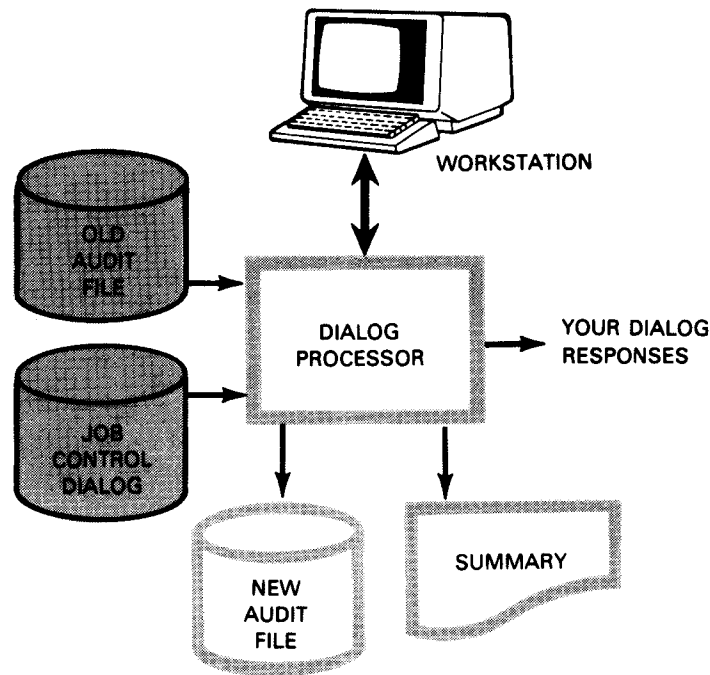 WORKSTATION
OLD
AUDIT
FILE
DIALOG
PROCESSOR
YOUR DIALOG
RESPONSES
JOB
CONTROL
DIALOG
NEW
AUDIT
FILE
SUMMARY